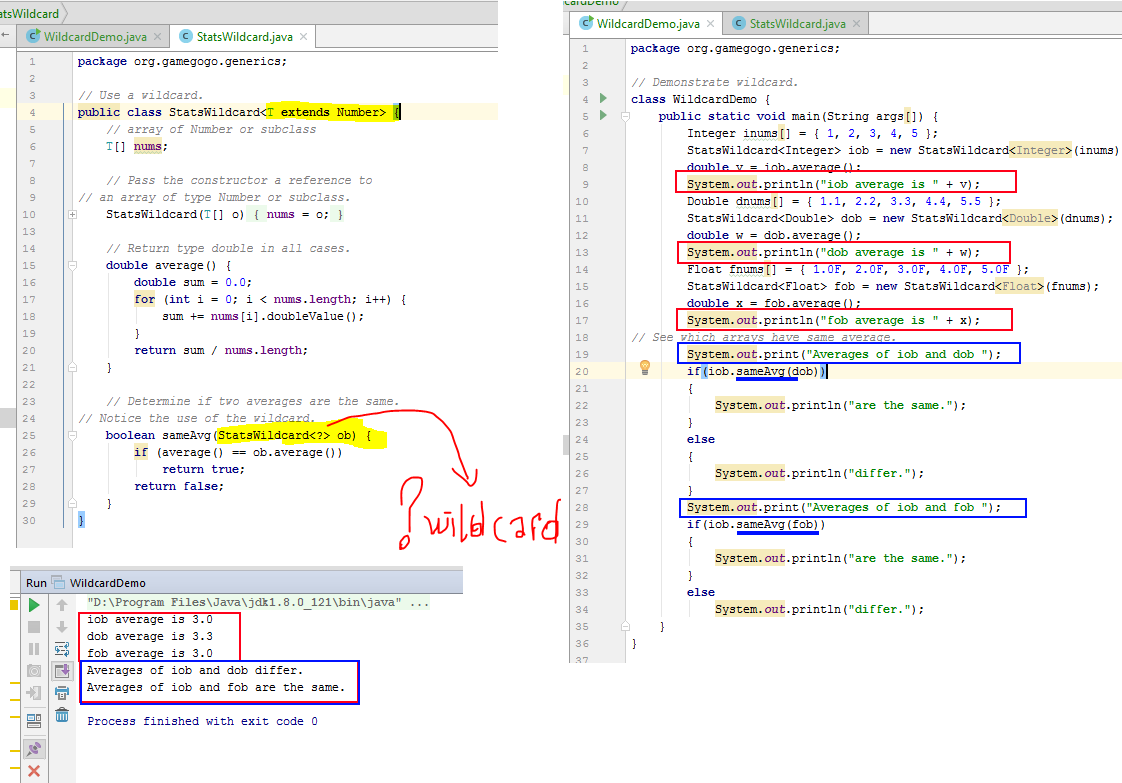 atsWildcard
WildcardDemo.java
StatsWildcard.java
1 package org.gamegogo.generics;
2
3 // Use a wildcard.
4 public class StatsWildcard<T extends Number> {
5 // array of Number or subclass
6 T[] nums;
7
8 // Pass the constructor a reference to
9 // an array of type Number or subclass.
10 StatsWildcard(T[] o) { nums = o; }
13
14 // Return type double in all cases.
15 double average() {
16 double sum = 0.0;
17 for (int i = 0; i < nums.length; i++) {
18 sum += nums[i].doubleValue();
19 }
20 return sum / nums.length;
21 }
22
23 // Determine if two averages are the same.
24 // Notice the use of the wildcard.
25 boolean sameAvg(StatsWildcard<?> ob) {
26 if (average() == ob.average())
27 return true;
28 return false;
29 }
30 }
? wildcard
Run WildcardDemo
"D:\Program Files\Java\jdk1.8.0_121\bin\java" ...
iob average is 3.0
dob average is 3.3
fob average is 3.0
Averages of iob and dob differ.
Averages of iob and fob are the same.
Process finished with exit code 0
cardDemo
WildcardDemo.java
StatsWildcard.java
1 package org.gamegogo.generics;
2
3 // Demonstrate wildcard.
4 class WildcardDemo {
5 public static void main(String args[]) {
6 Integer inums[] = { 1, 2, 3, 4, 5 };
7 StatsWildcard<Integer> iob = new StatsWildcard<Integer>(inums)
8 double v = iob.average();
9 System.out.println("iob average is " + v);
10 Double dnums[] = { 1.1, 2.2, 3.3, 4.4, 5.5 };
11 StatsWildcard<Double> dob = new StatsWildcard<Double>(dnums);
12 double w = dob.average();
13 System.out.println("dob average is " + w);
14 Float fnums[] = { 1.0F, 2.0F, 3.0F, 4.0F, 5.0F };
15 StatsWildcard<Float> fob = new StatsWildcard<Float>(fnums);
16 double x = fob.average();
17 System.out.println("fob average is " + x);
18 // See which arrays have same average.
19 System.out.print("Averages of iob and dob ");
20 if(iob.sameAvg(dob))
21 {
22 System.out.println("are the same.");
23 }
24 else
25 {
26 System.out.println("differ.");
27 }
28 System.out.print("Averages of iob and fob ");
29 if(iob.sameAvg(fob))
30 {
31 System.out.println("are the same.");
32 }
33 else
34 System.out.println("differ.");
35 }
36 }
37